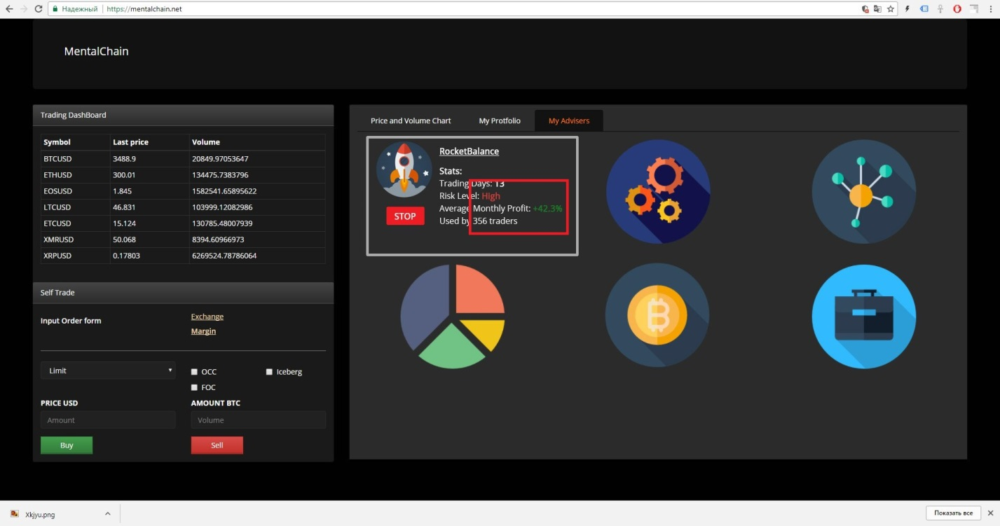 Надежный https://mentalchain.net
MentalChain
Trading DashBoard
Symbol Last price Volume
BTCUSD 3488.9 20849.97053647
ETHUSD 300.01 134475.7383796
EOSUSD 1.845 1582541.65895622
LTCUSD 46.831 103999.12082986
ETCUSD 15.124 130785.48007939
XMRUSD 50.068 8394.60966973
XRPUSD 0.17803 6269524.78786064
Self Trade
Input Order form
Exchange
Margin
Limit
OCC
Iceberg
FOC
PRICE USD
AMOUNT BTC
Amount
Volume
Buy
Sell
Price and Volume Chart
My Protfolio
My Advisers
RocketBalance
Stats:
Trading Days: 13
Risk Level: High
Average Monthly Profit: +42.3%
Used by 356 traders
STOP
Xkjyu.png
Показать все